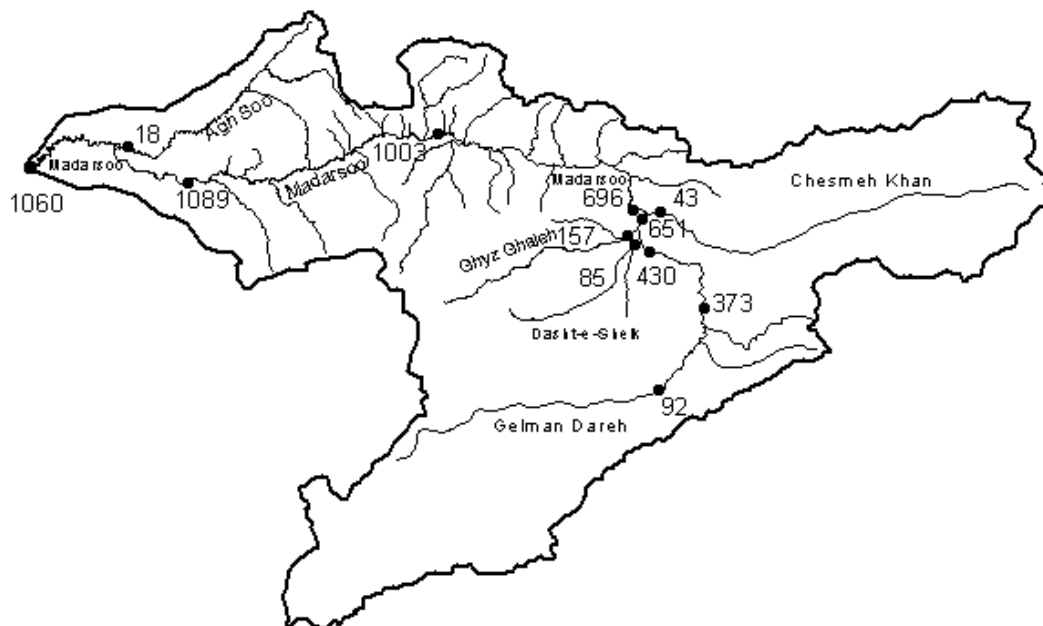 18
Agh Soo
1003
Madarsoo
1060
1089
Madarsoo
Madarsoo
Chesmeh Khan
696
43
651
157
Ghyz Ghaleh
85
430
373
Dasht-e-Sheik
92
Gelman Dareh